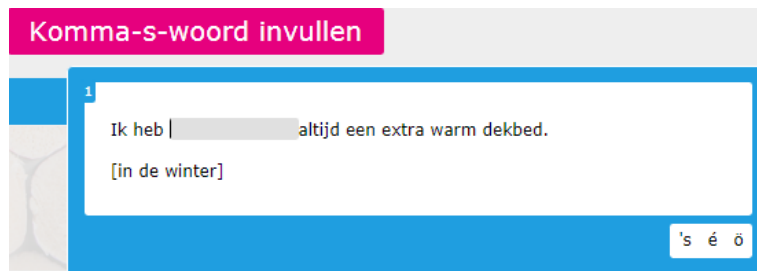 Komma-s-woord invullen
1
Ik heb altijd een extra warm dekbed.
[in de winter]
's é ö